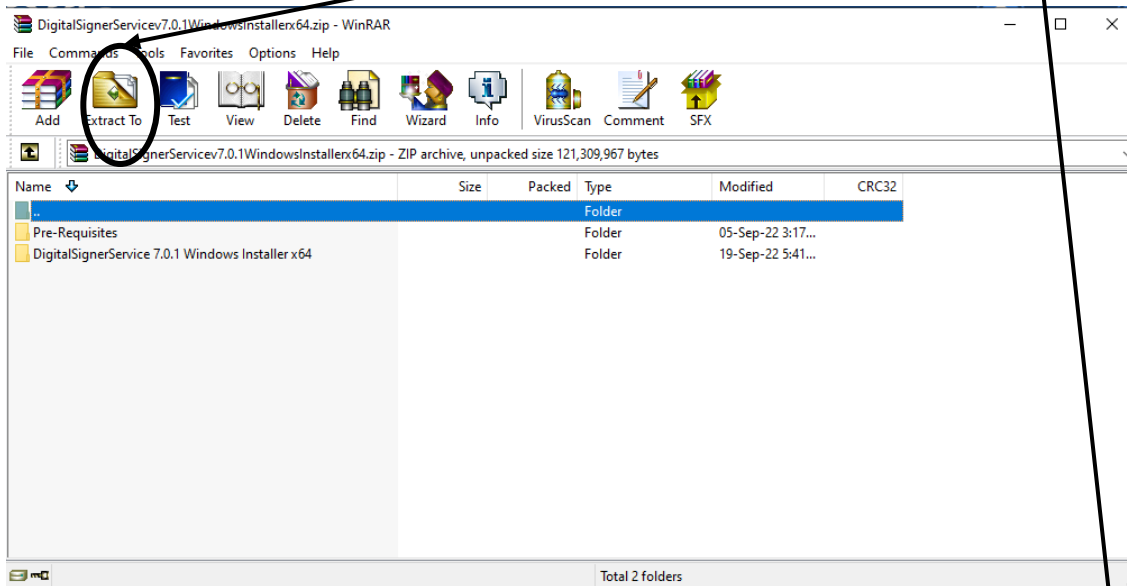 DigitalSignerServicev7.0.1WindowsInstallerx64.zip - WinRAR
File Commands Tools Favorites Options Help
Add Extract To Test View Delete Find Wizard Info VirusScan Comment SFX
DigitalSignerServicev7.0.1WindowsInstallerx64.zip - ZIP archive, unpacked size 121,309,967 bytes
Name Size Packed Type Modified CRC32
.. Folder
Pre-Requisites Folder 05-Sep-22 3:17...
DigitalSignerService 7.0.1 Windows Installer x64 Folder 19-Sep-22 5:41...
Total 2 folders